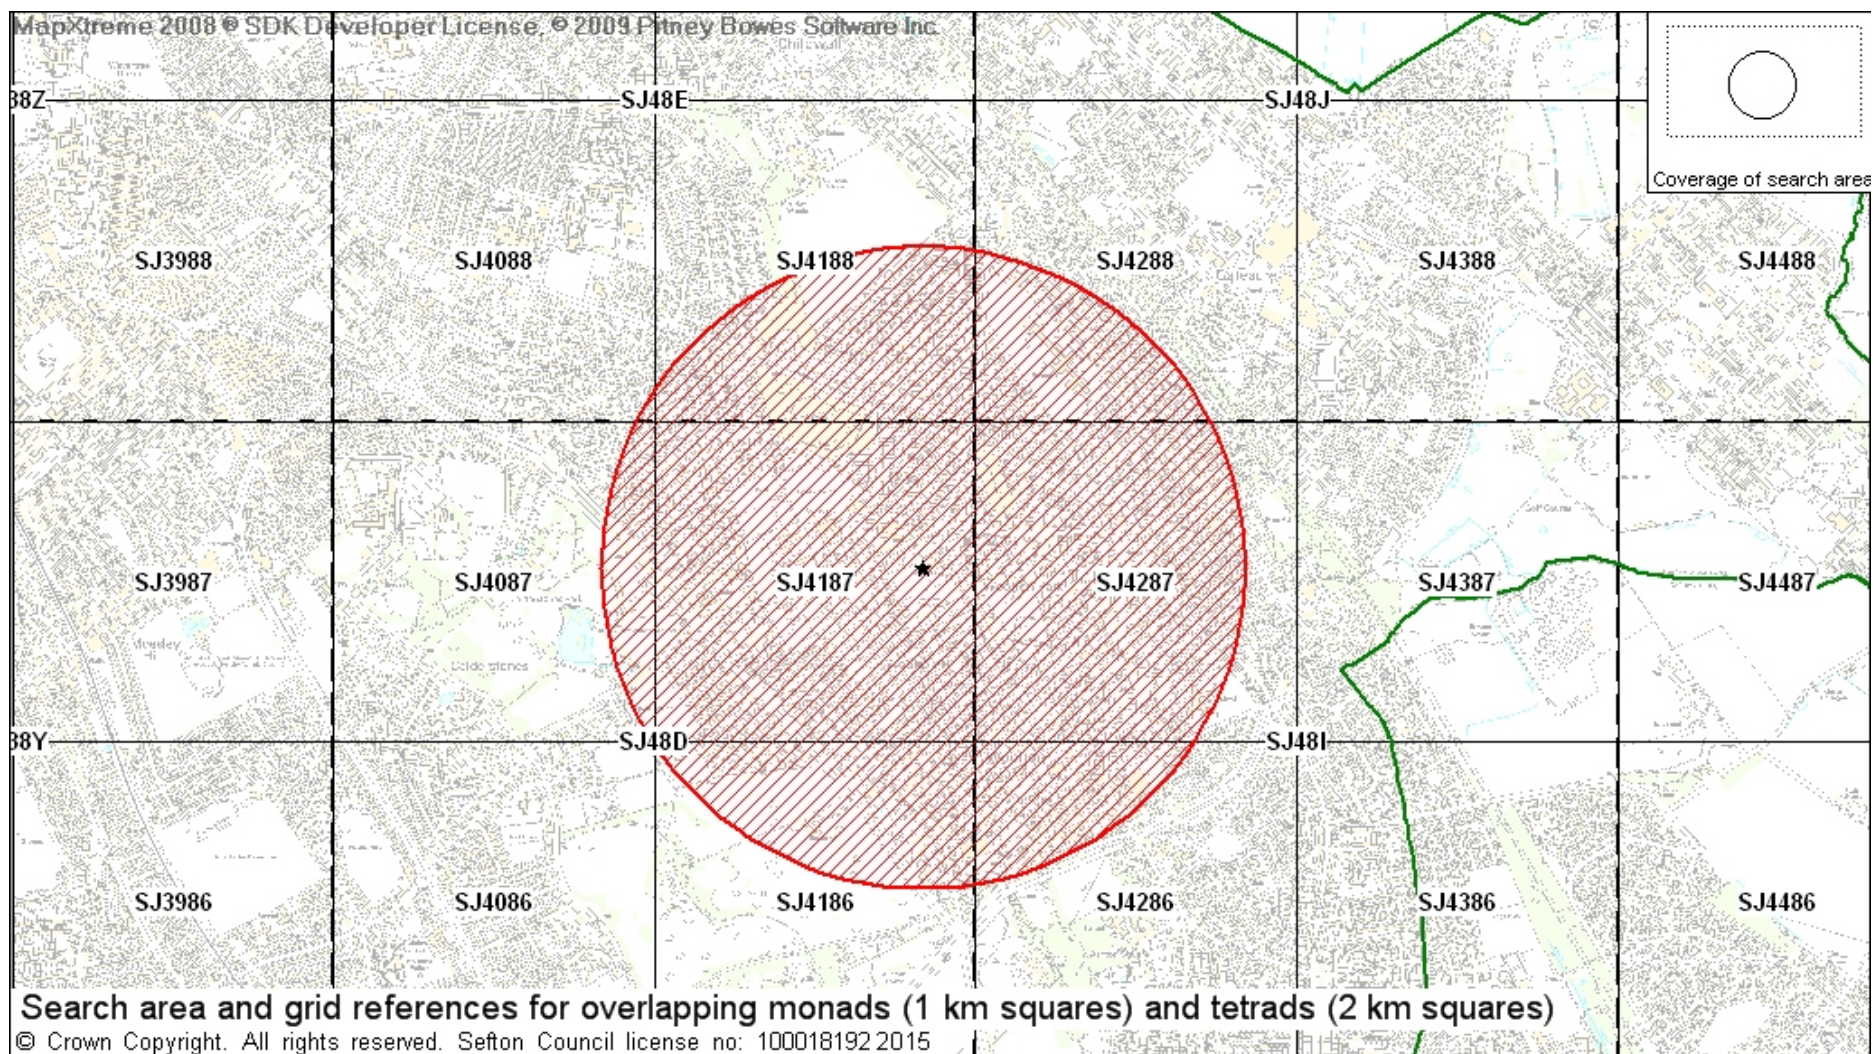 MapXtreme 2008 ® SDK Developer License, © 2009 Pitney Bowes Software Inc.
Coverage of search area
38Z SJ48E SJ48J
SJ3988 SJ4088 SJ4188 SJ4288 SJ4388 SJ4488
SJ3987 SJ4087 SJ4187 SJ4287 SJ4387 SJ4487
38Y SJ48D SJ48I
SJ3986 SJ4086 SJ4186 SJ4286 SJ4386 SJ4486
Search area and grid references for overlapping monads (1 km squares) and tetrads (2 km squares)
© Crown Copyright. All rights reserved. Sefton Council license no: 100018192 2015